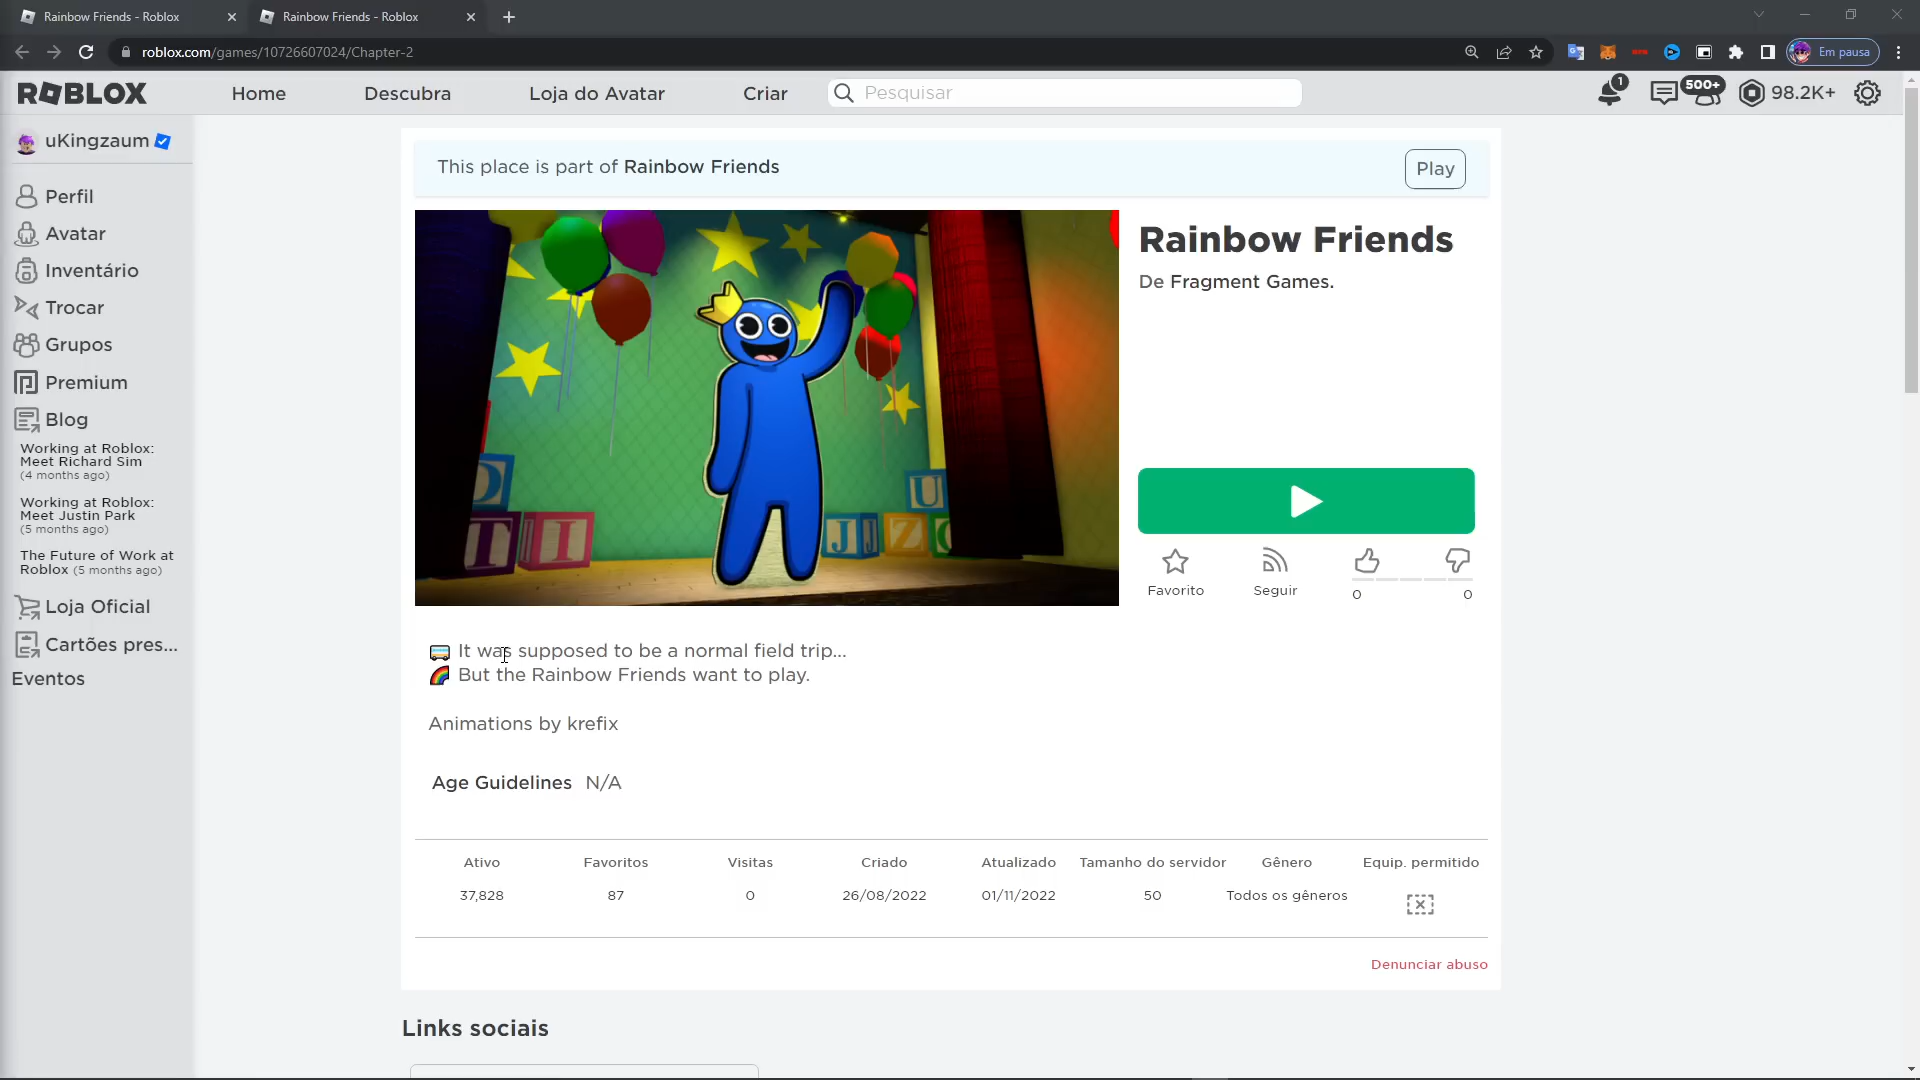 Rainbow Friends - Roblox
Rainbow Friends - Roblox
roblox.com/games/10726607024/Chapter-2
Em pausa
ROBLOX
Home
Descubra
Loja do Avatar
Criar
Pesquisar
1
500+
98.2K+
uKingzaum
Perfil
Avatar
Inventário
Trocar
Grupos
Premium
Blog
Working at Roblox:
Meet Richard Sim
(4 months ago)
Working at Roblox:
Meet Justin Park
(5 months ago)
The Future of Work at
Roblox (5 months ago)
Loja Oficial
Cartões pres...
Eventos
This place is part of Rainbow Friends
Play
D
T I
J J Z O
U
Rainbow Friends
De Fragment Games.
Favorito
Seguir
0
0
It was supposed to be a normal field trip...
But the Rainbow Friends want to play.
Animations by krefix
Age Guidelines N/A
Ativo Favoritos Visitas Criado Atualizado Tamanho do servidor Gênero Equip. permitido
37,828 87 0 26/08/2022 01/11/2022 50 Todos os gêneros
Denunciar abuso
Links sociais